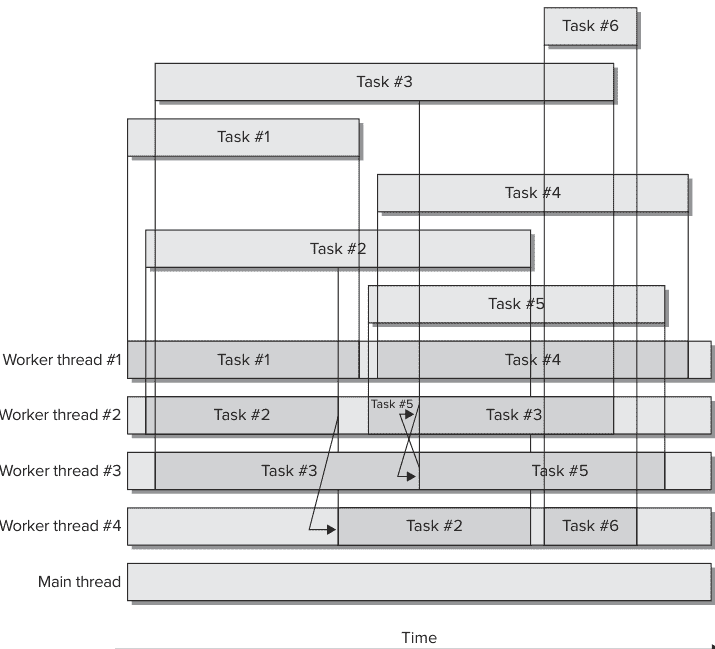 Task #6
Task #3
Task #1
Task #4
Task #2
Task #5
Worker thread #1 Task #1 Task #4
Worker thread #2 Task #2 Task #5 Task #3
Worker thread #3 Task #3 Task #5
Worker thread #4 Task #2 Task #6
Main thread
Time